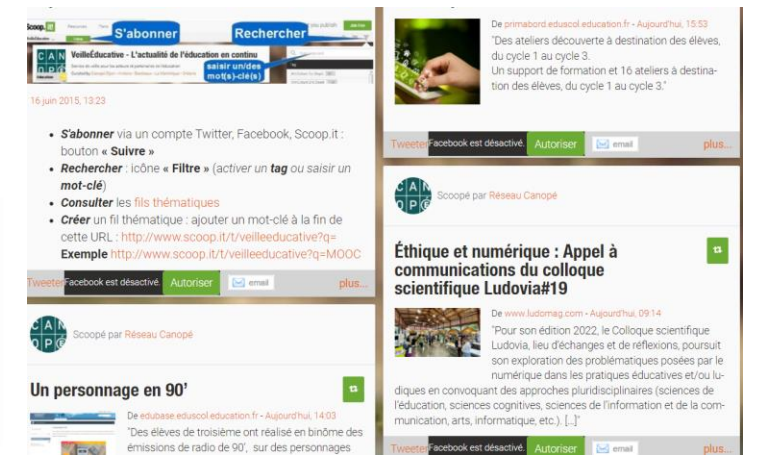 Scoop.it!
S'abonner
Rechercher
VeilleÉducative - L'actualité de l'éducation en continu
saisir un/des
mot(s)-clé(s)
16 juin 2015, 13:23
• S'abonner via un compte Twitter, Facebook, Scoop.it :
bouton « Suivre »
• Rechercher : icône « Filtre » (activer un tag ou saisir un
mot-clé)
• Consulter les fils thématiques
• Créer un fil thématique : ajouter un mot-clé à la fin de
cette URL : http://www.scoop.it/t/veilleeducative?q=
Exemple http://www.scoop.it/t/veilleeducative?q=MOOC
Tweeter Facebook est désactivé. Autoriser email plus...
CANOPÉ
Scoopé par Réseau Canopé
Un personnage en 90’
De edubase.eduscol.education.fr - Aujourd'hui, 14:03
"Des élèves de troisième ont réalisé en binôme des
émissions de radio de 90’, sur des personnages
De primabord.eduscol.education.fr - Aujourd'hui, 15:53
"Des ateliers découverte à destination des élèves,
du cycle 1 au cycle 3.
Un support de formation et 16 ateliers à destina-
tion des élèves, du cycle 1 au cycle 3."
Tweeter Facebook est désactivé. Autoriser email plus...
CANOPÉ
Scoopé par Réseau Canopé
Éthique et numérique : Appel à
communications du colloque
scientifique Ludovia#19
De www.ludomag.com - Aujourd'hui, 09:14
"Pour son édition 2022, le Colloque scientifique
Ludovia, lieu d'échanges et de réflexions, poursuit
son exploration des problématiques posées par le
numérique dans les pratiques éducatives et/ou lu-
diques en convoquant des approches pluridisciplinaires (sciences de
l'éducation, sciences cognitives, sciences de l'information et de la com-
munication, arts, informatique, etc.). [...]"
Tweeter Facebook est désactivé. Autoriser email plus...